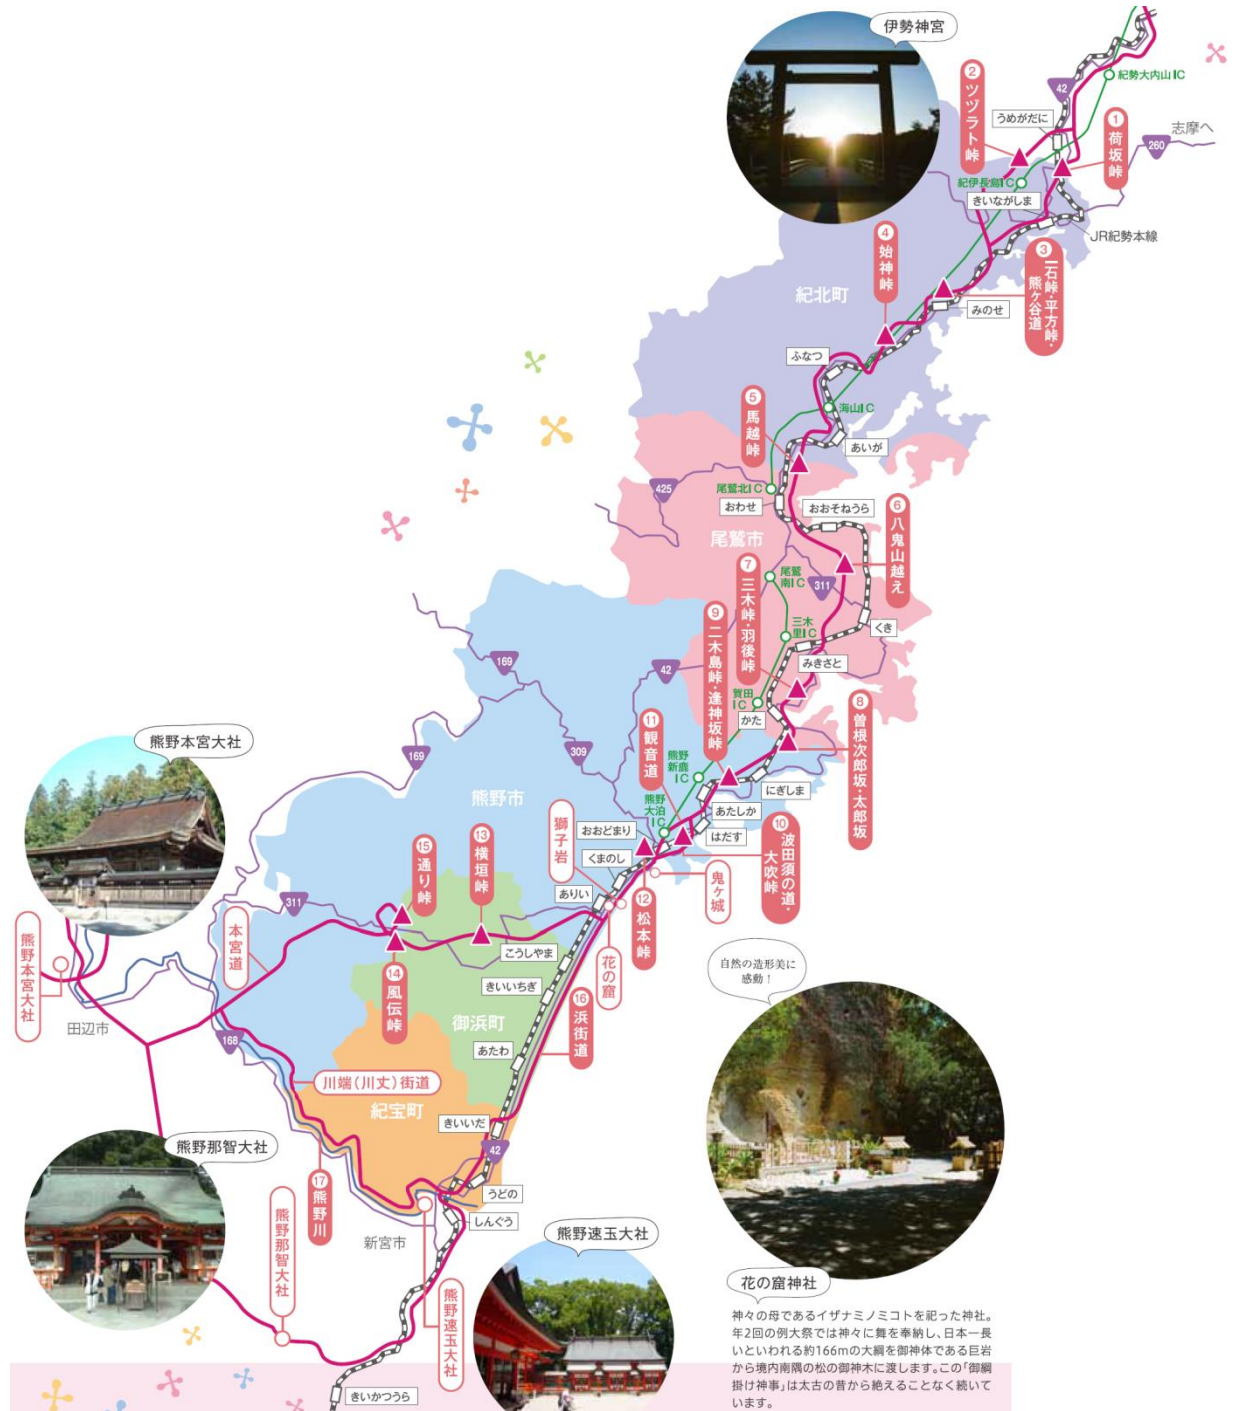 伊勢神宮
紀勢大内山IC
42
② ツヅラト峠
うめがだに
① 荷坂峠
志摩へ
260
紀伊長島IC
きいながしま
JR紀勢本線
④ 始神峠
③ 一石峠・平方峠・
熊ヶ谷道
紀北町
みのせ
ふなつ
海山IC
⑤ 馬越峠
あいが
425
尾鷲北IC
おわせ
おおそねうら
⑥ 八鬼山越え
尾鷲市
⑦ 三木峠・羽後峠
尾鷲
南IC
311
⑨ 二木島峠・逢神坂峠
三木
里IC
くき
169
42
みきさと
賀田
IC
かた
⑧ 曽根次郎坂・太郎坂
⑪ 観音道
熊野本宮大社
169
309
熊野
新鹿
IC
にぎしま
熊野市
熊野
大泊
IC
あたしか
はだす
⑩ 波田須の道・
大吹峠
獅子岩
おおどまり
くまのし
ありい
⑮ 通り峠
⑬ 横垣峠
鬼ヶ城
⑫ 松本峠
311
本宮道
こうしやま
花の窟
熊野本宮大社
⑭ 風伝峠
きいいちぎ
⑯ 浜街道
自然の造形美に
感動!
田辺市
御浜町
168
あたわ
川端(川丈)街道
紀宝町
きいいだ
熊野那智大社
42
⑰ 熊野川
うどの
しんぐう
新宮市
熊野那智大社
熊野速玉大社
熊野速玉大社
きいかつうら
花の窟神社
神々の母であるイザナミノミコトを祀った神社。
年2回の例大祭では神々に舞を奉納し、日本一長
いといわれる約166mの大綱を御神体である巨岩
から境内南隅の松の御神木に渡します。この「御綱
掛け神事」は太古の昔から絶えることなく続いて
います。